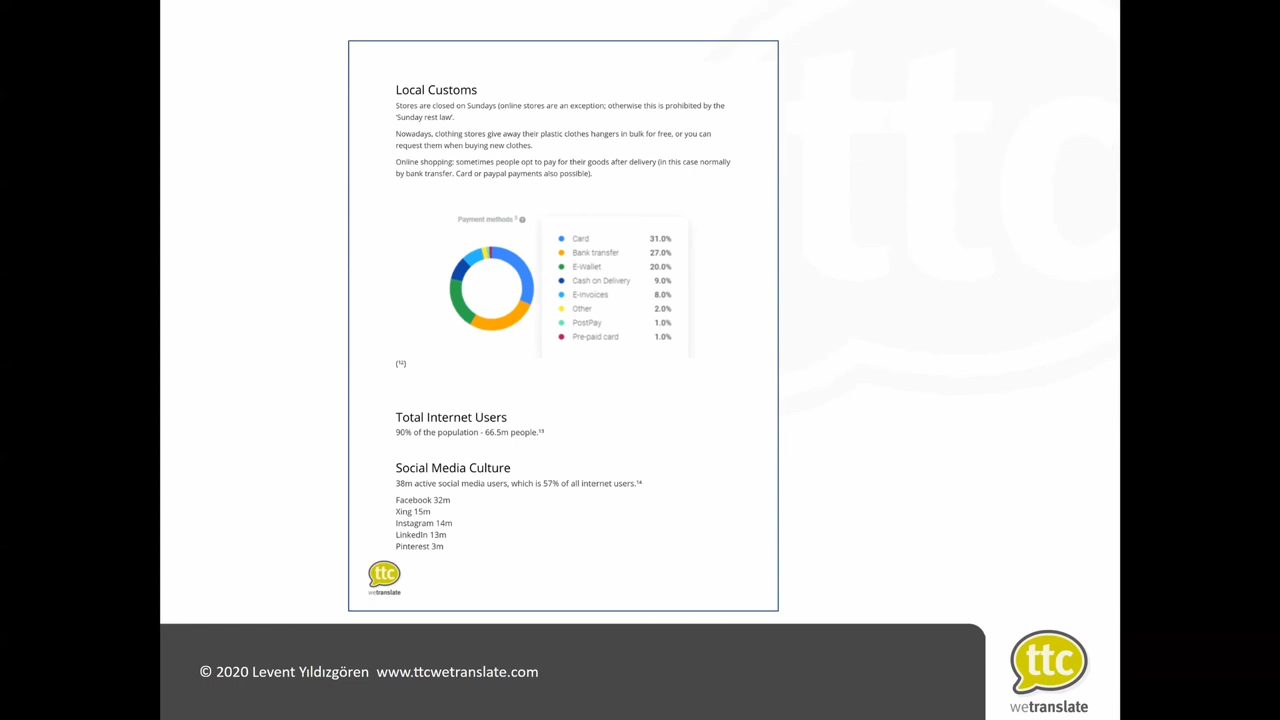 Local Customs
Stores are closed on Sundays (online stores are an exception; otherwise this is prohibited by the
'Sunday rest law'.
Nowadays, clothing stores give away their plastic clothes hangers in bulk for free, or you can
request them when buying new clothes.
Online shopping: sometimes people opt to pay for their goods after delivery (in this case normally
by bank transfer. Card or paypal payments also possible).
Payment methods ² ?
Card 31.0%
Bank transfer 27.0%
E-Wallet 20.0%
Cash on Delivery 9.0%
E-Invoices 8.0%
Other 2.0%
PostPay 1.0%
Pre-paid card 1.0%
(¹²)
Total Internet Users
90% of the population - 66.5m people.¹³
Social Media Culture
38m active social media users, which is 57% of all internet users.¹⁴
Facebook 32m
Xing 15m
Instagram 14m
LinkedIn 13m
Pinterest 3m
ttc
wetranslate
ttc
© 2020 Levent Yıldızgören www.ttcwetranslate.com
ttc
wetranslate